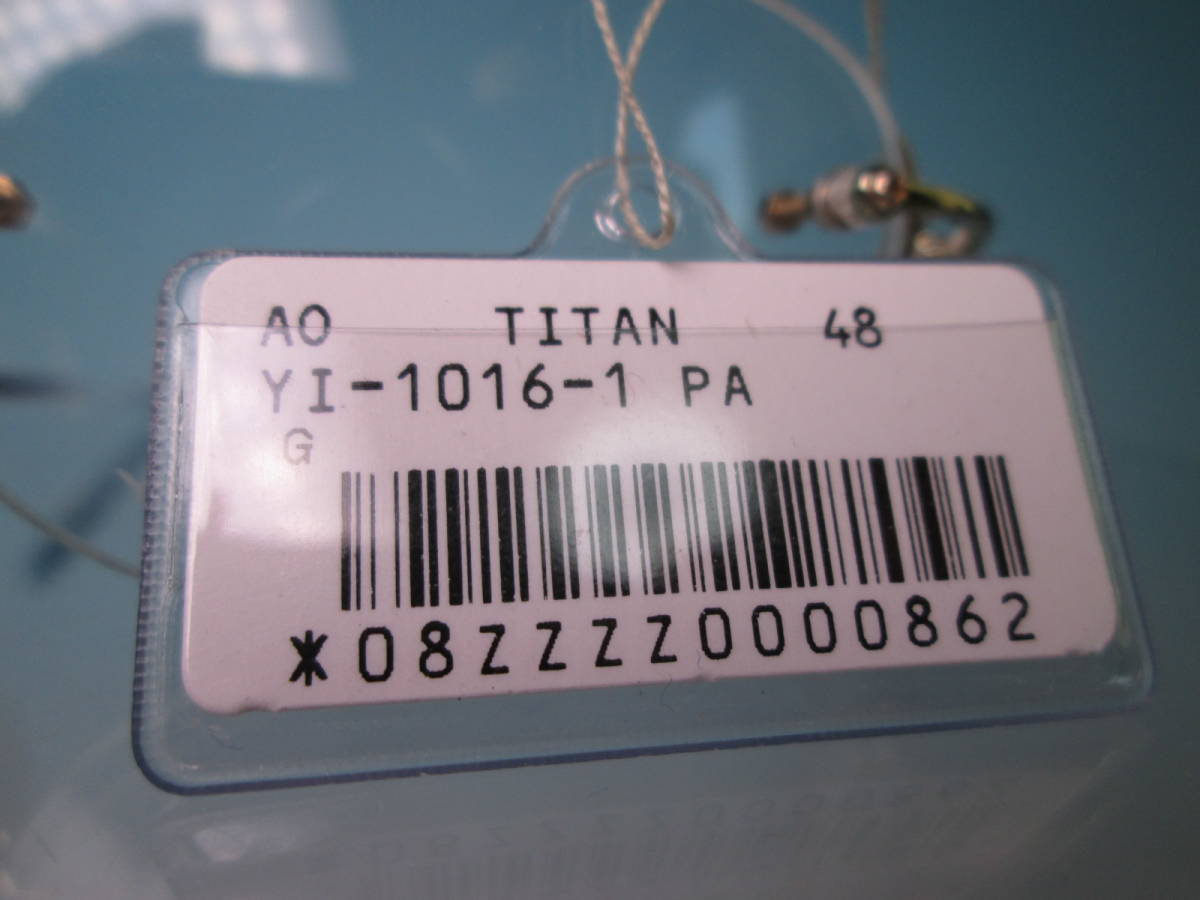 AO TITAN 48
YI-1016-1 PA
G
*08ZZZZ0000862